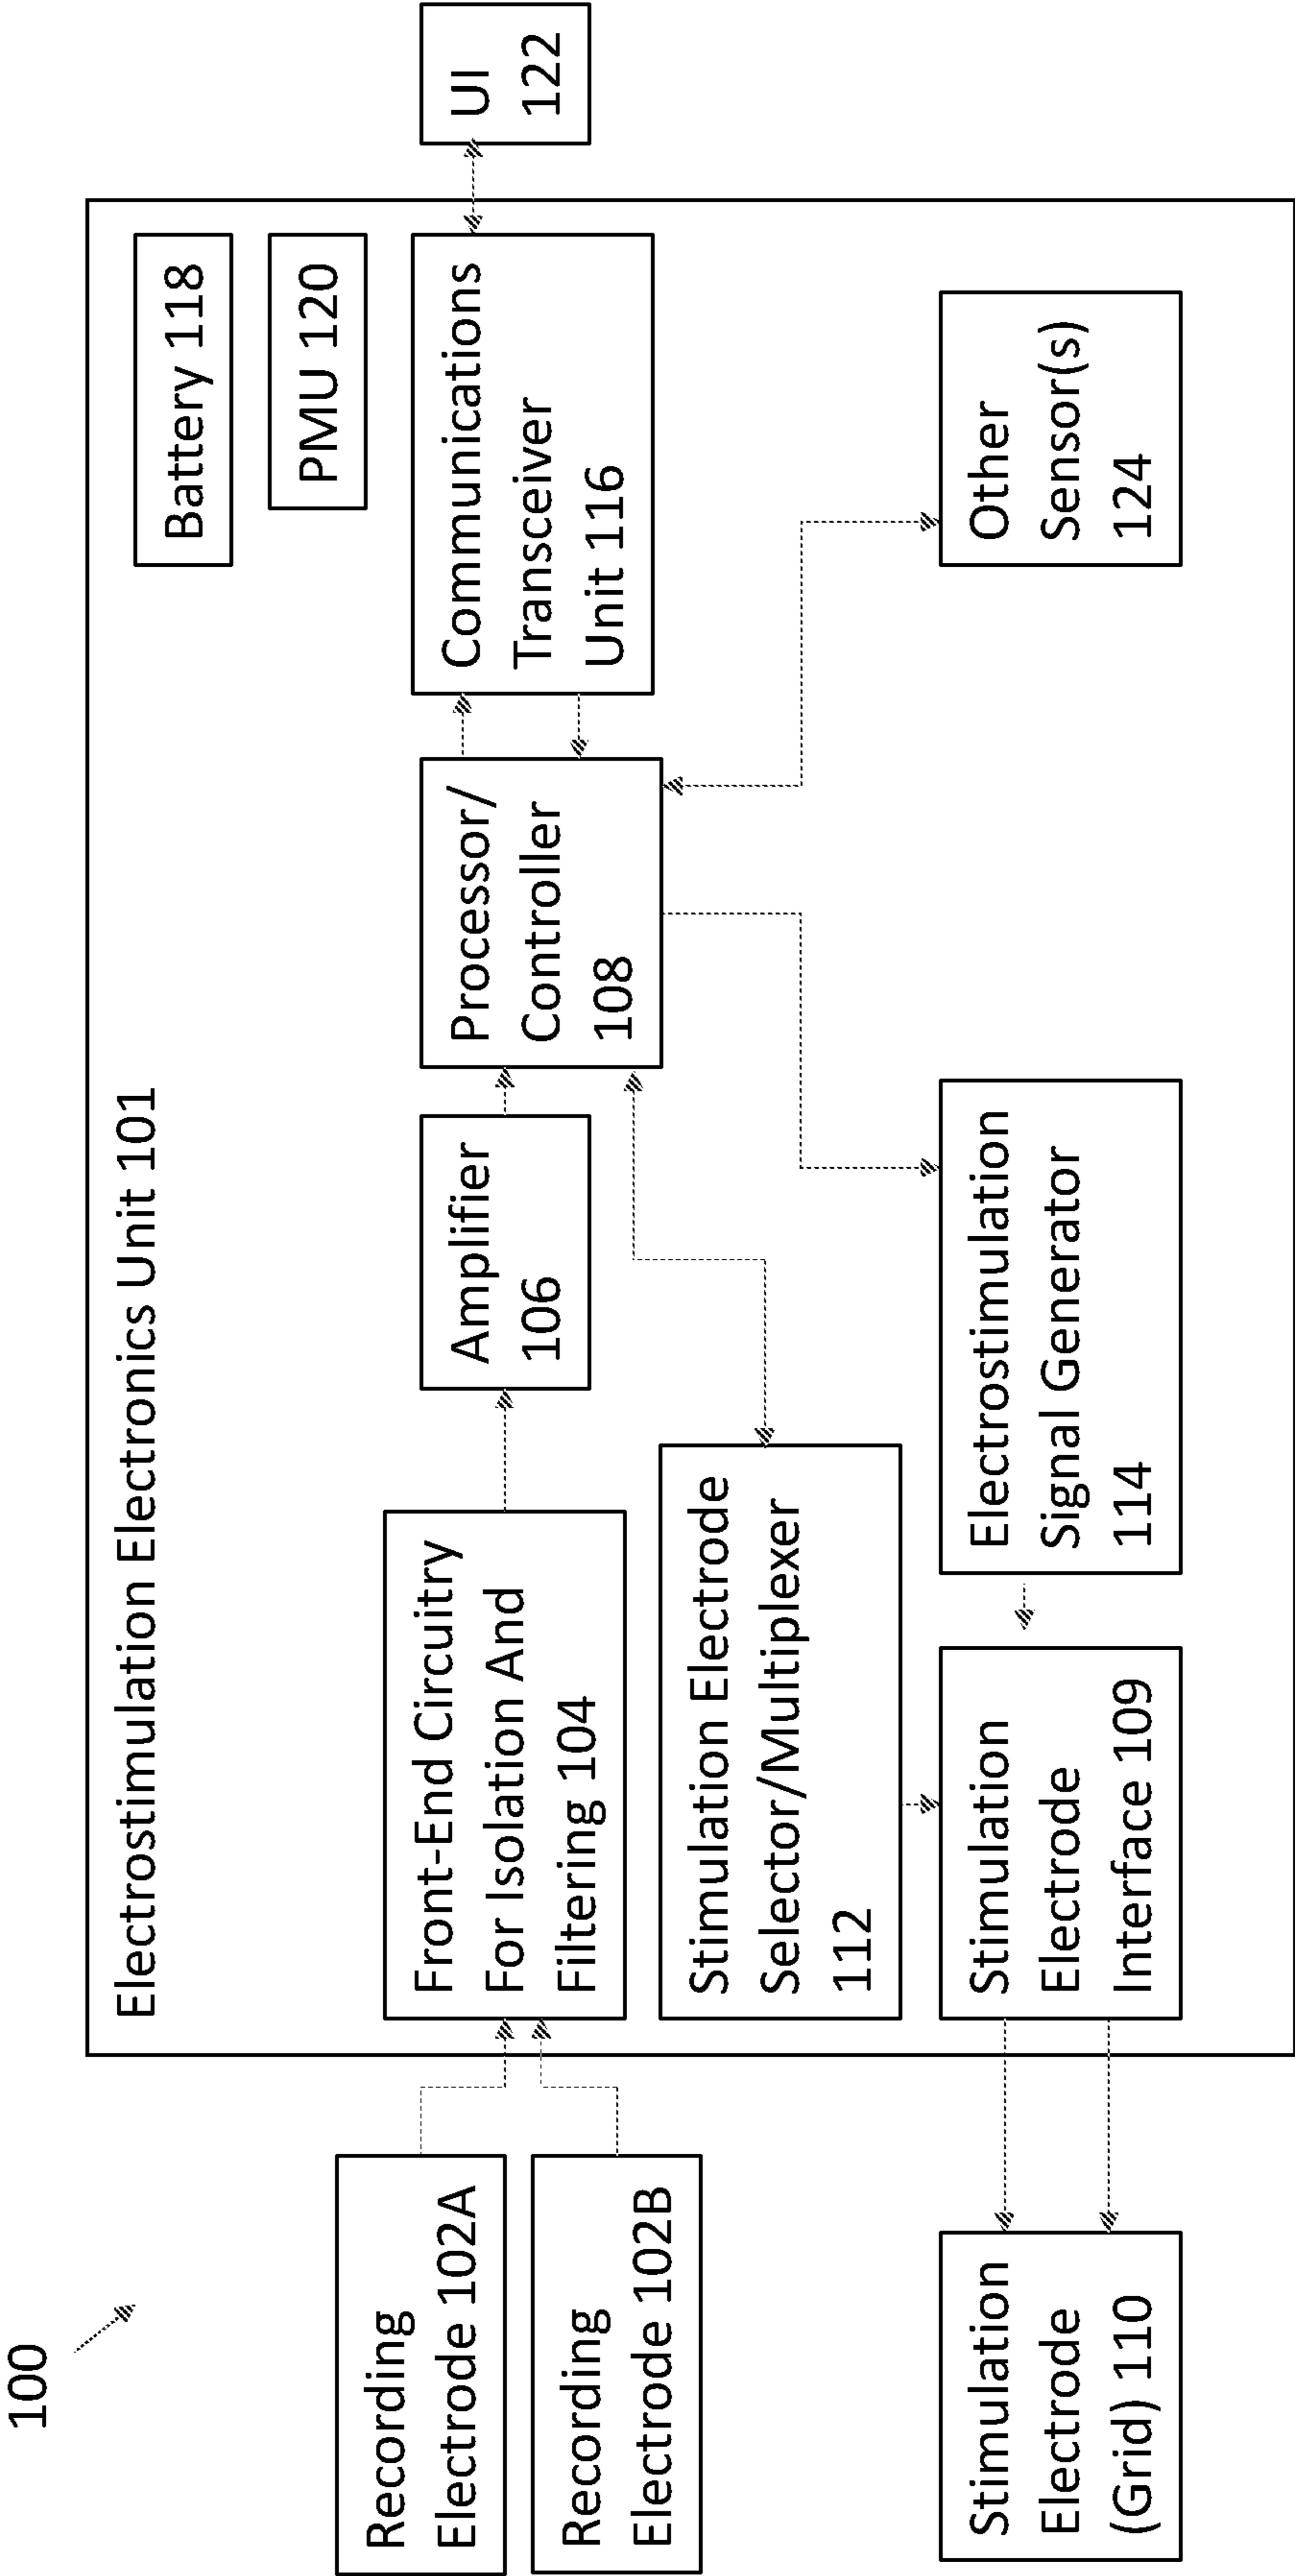 100
Electrostimulation Electronics Unit 101
Battery 118
PMU 120
Recording
Electrode 102A
Recording
Electrode 102B
Front-End Circuitry
For Isolation And
Filtering 104
Amplifier
106
Processor/
Controller
108
Communications
Transceiver
Unit 116
UI
122
Stimulation Electrode
Selector/Multiplexer
112
Stimulation
Electrode
(Grid) 110
Stimulation
Electrode
Interface 109
Electrostimulation
Signal Generator
114
Other
Sensor(s)
124